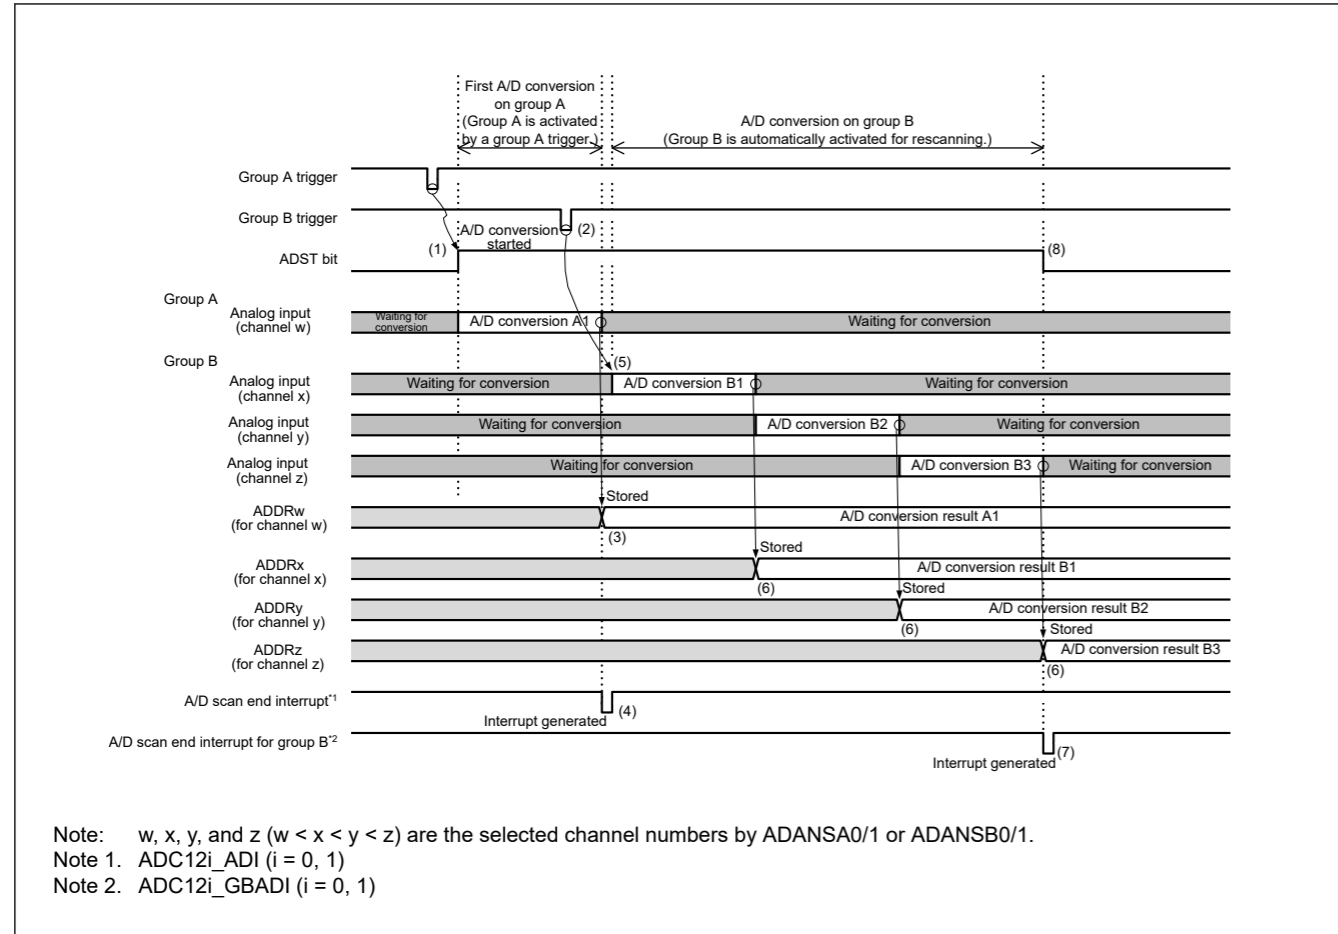 First A/D conversion
on group A
(Group A is activated
by a group A trigger.)
A/D conversion on group B
(Group B is automatically activated for rescanning.)
Group A trigger
Group B trigger
A/D conversion
started
(2)
(1)
(8)
ADST bit
Group A
Analog input
(channel w)
Waiting for
conversion
A/D conversion A1
Waiting for conversion
Group B
(5)
Analog input
(channel x)
Waiting for conversion
A/D conversion B1
Waiting for conversion
Analog input
(channel y)
Waiting for conversion
A/D conversion B2
Waiting for conversion
Analog input
(channel z)
Waiting for conversion
A/D conversion B3
Waiting for conversion
Stored
ADDRw
(for channel w)
A/D conversion result A1
(3)
Stored
ADDRx
(for channel x)
A/D conversion result B1
(6)
Stored
ADDRy
(for channel y)
A/D conversion result B2
(6)
Stored
ADDRz
(for channel z)
A/D conversion result B3
(6)
A/D scan end interrupt*1
Interrupt generated
(4)
A/D scan end interrupt for group B*2
Interrupt generated
(7)
Note: w, x, y, and z (w < x < y < z) are the selected channel numbers by ADANSA0/1 or ADANSB0/1.
Note 1. ADC12i_ADI (i = 0, 1)
Note 2. ADC12i_GBADI (i = 0, 1)